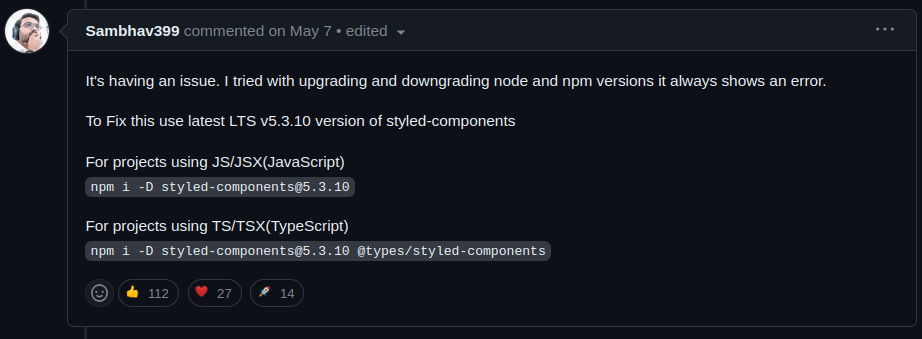 Sambhav399 commented on May 7 • edited
It's having an issue. I tried with upgrading and downgrading node and npm versions it always shows an error.
To Fix this use latest LTS v5.3.10 version of styled-components
For projects using JS/JSX(JavaScript)
npm i -D styled-components@5.3.10
For projects using TS/TSX(TypeScript)
npm i -D styled-components@5.3.10 @types/styled-components
👍 112 ❤️ 27 🚀 14